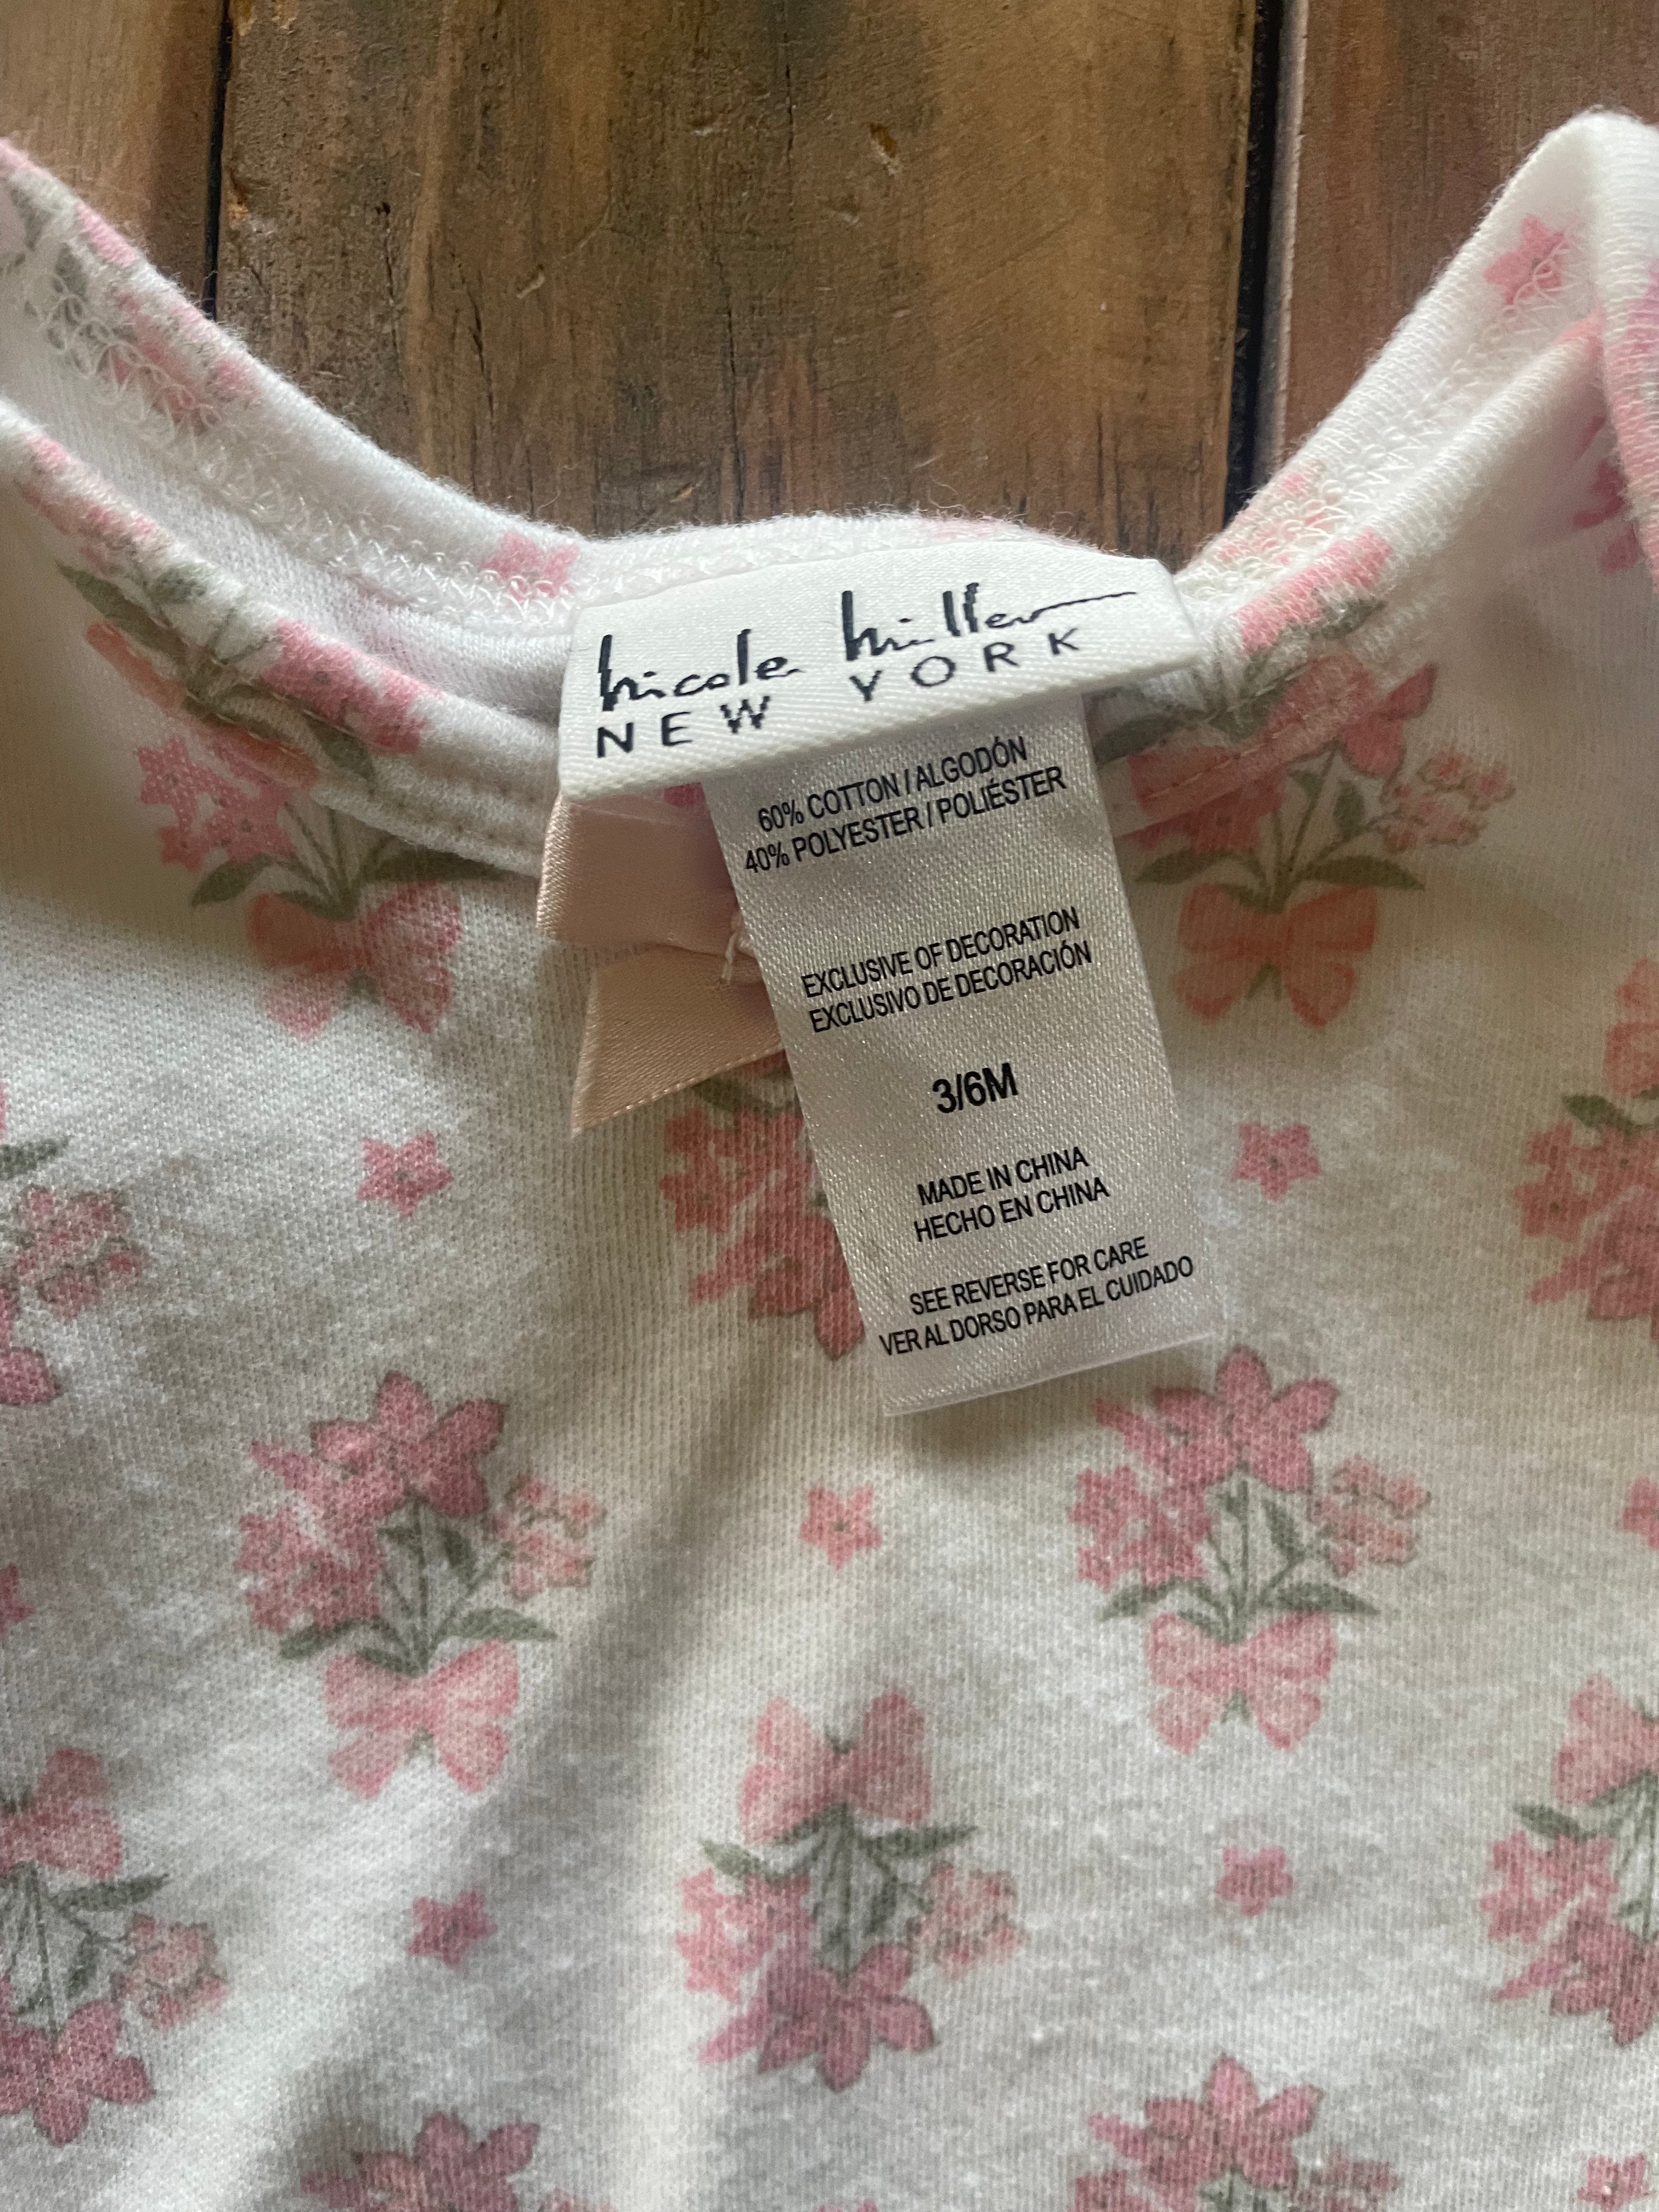 nicole miller
NEW YORK
60% COTTON / ALGODÓN
40% POLYESTER / POLIÉSTER
EXCLUSIVE OF DECORATION
EXCLUSIVO DE DECORACIÓN
3/6M
MADE IN CHINA
HECHO EN CHINA
SEE REVERSE FOR CARE
VER AL DORSO PARA EL CUIDADO